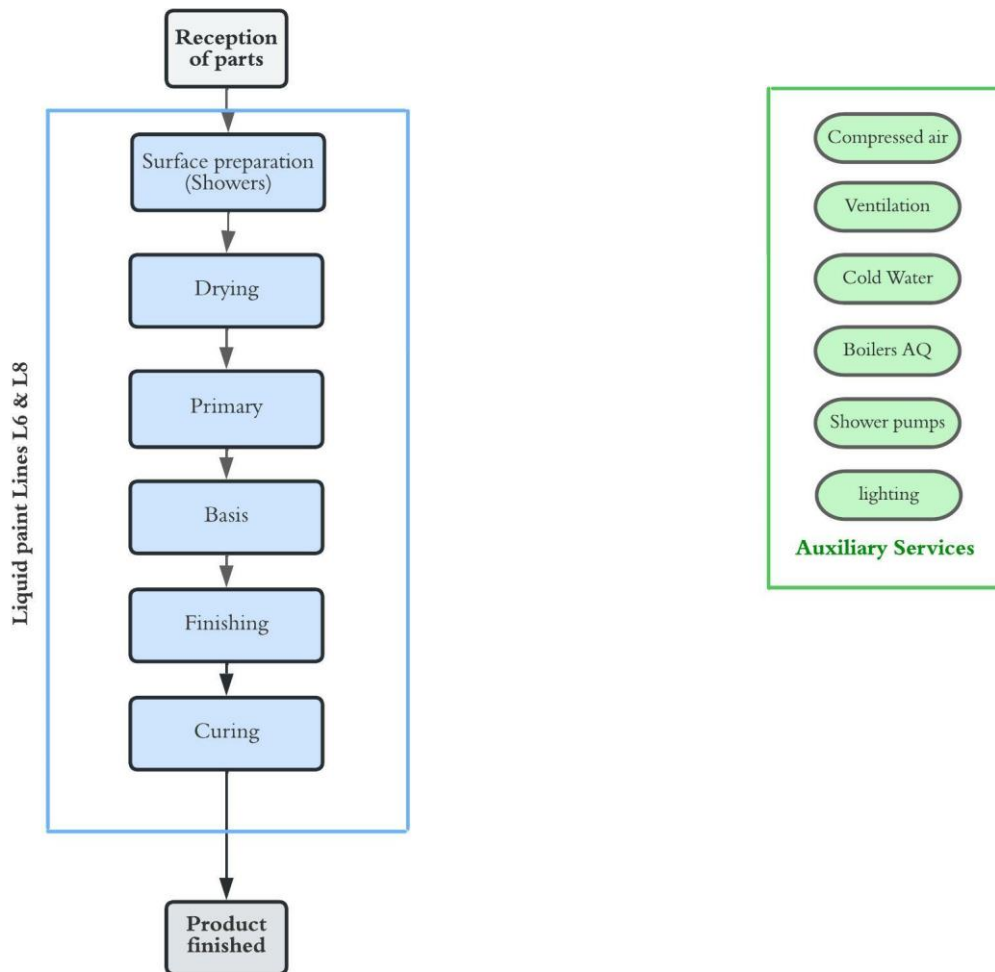 Reception
of parts
Surface preparation
(Showers)
Drying
Primary
Basis
Finishing
Curing
Product
finished
Liquid paint Lines L6 & L8
Compressed air
Ventilation
Cold Water
Boilers AQ
Shower pumps
lighting
Auxiliary Services